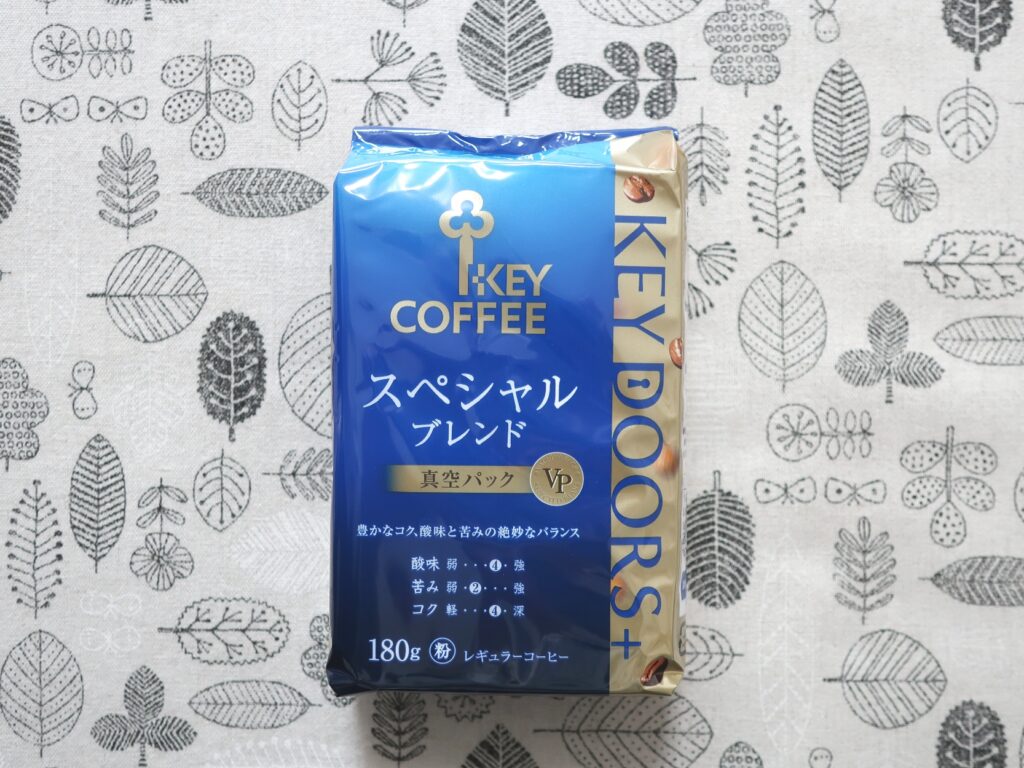 KEY
COFFEE
スペシャル
ブレンド
真空パック
VP
豊かなコク、酸味と苦みの絶妙なバランス
酸味 弱・・・4・強
苦み 弱・2・・・強
コク 軽・・・4・深
180g 粉 レギュラーコーヒー
KEY DOORS+